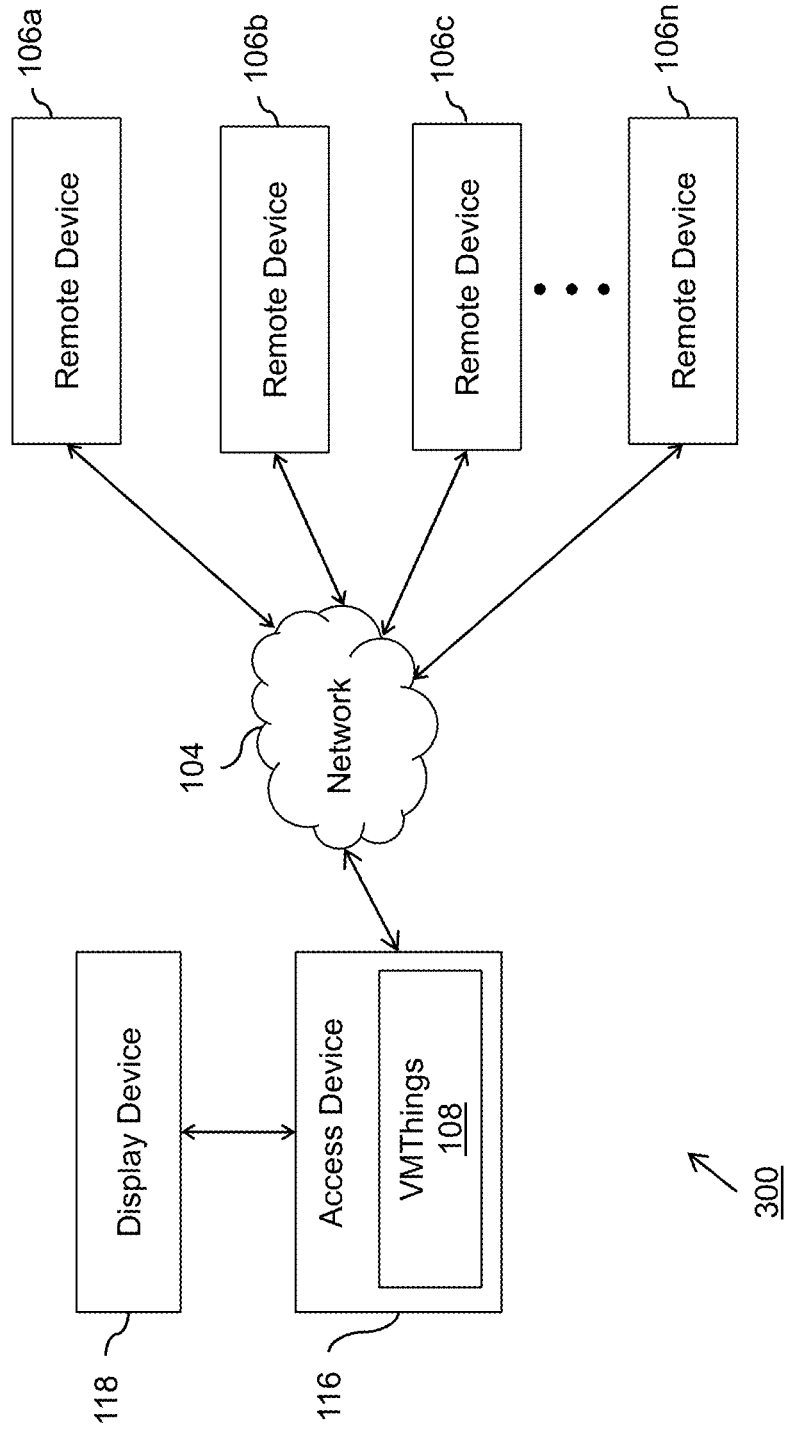 118
Display Device
116
Access Device
VMThings
108
104
Network
106a
Remote Device
106b
Remote Device
106c
Remote Device
106n
Remote Device
300